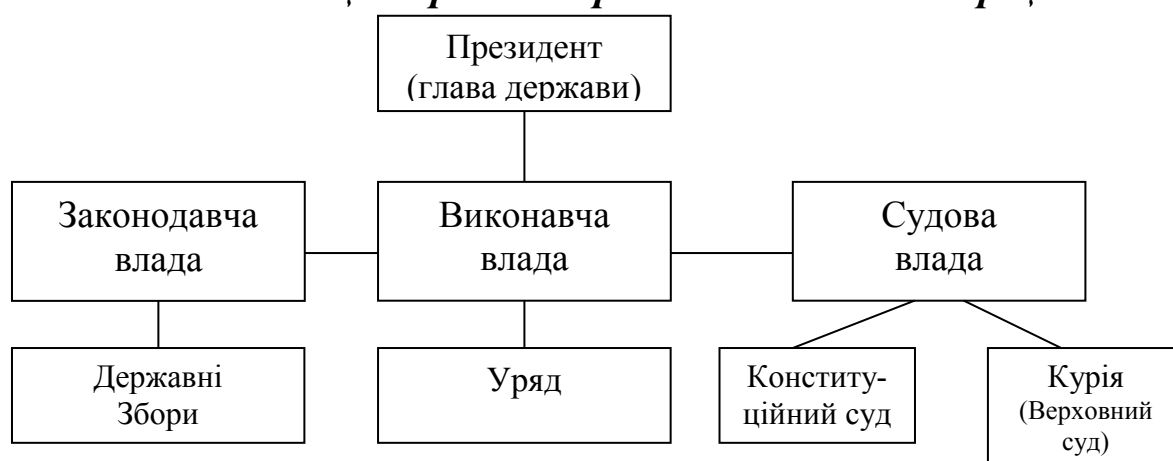 Президент
(глава держави)
Законодавча
влада
Виконавча
влада
Судова
влада
Державні
Збори
Уряд
Конститу-
ційний суд
Курія
(Верховний
суд)